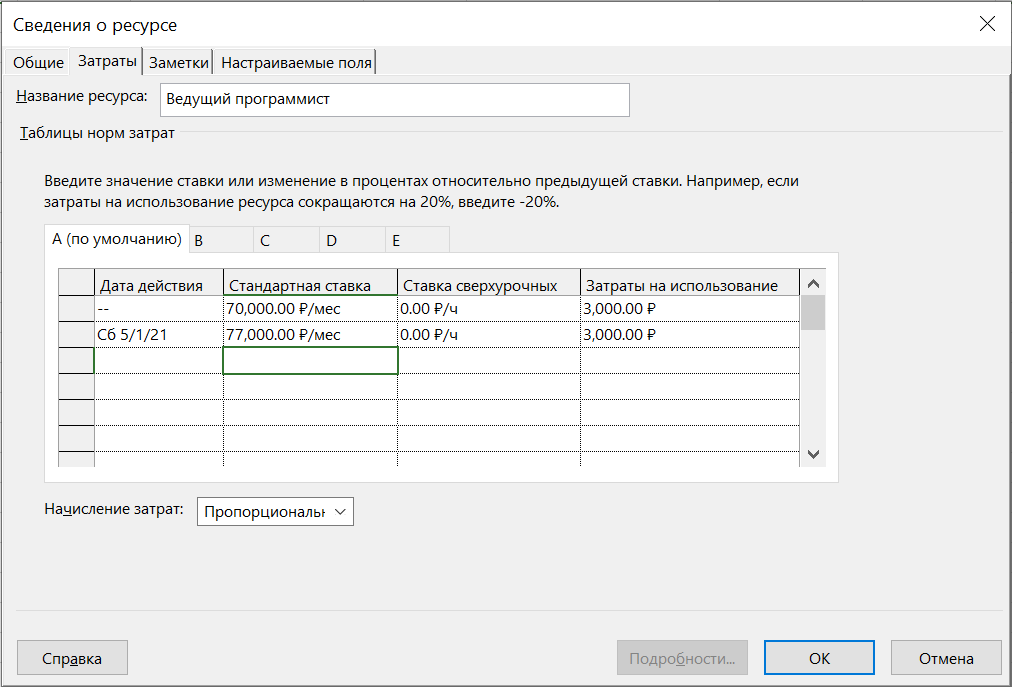 Сведения о ресурсе
Общие Затраты Заметки Настраиваемые поля
Название ресурса: Ведущий программист
Таблицы норм затрат
Введите значение ставки или изменение в процентах относительно предыдущей ставки. Например, если
затраты на использование ресурса сокращаются на 20%, введите -20%.
A (по умолчанию) B C D E
Дата действия Стандартная ставка Ставка сверхурочных Затраты на использование
-- 70,000.00 ₽/мес 0.00 ₽/ч 3,000.00 ₽
Сб 5/1/21 77,000.00 ₽/мес 0.00 ₽/ч 3,000.00 ₽
Начисление затрат: Пропорциональн
Справка Подробности... ОК Отмена